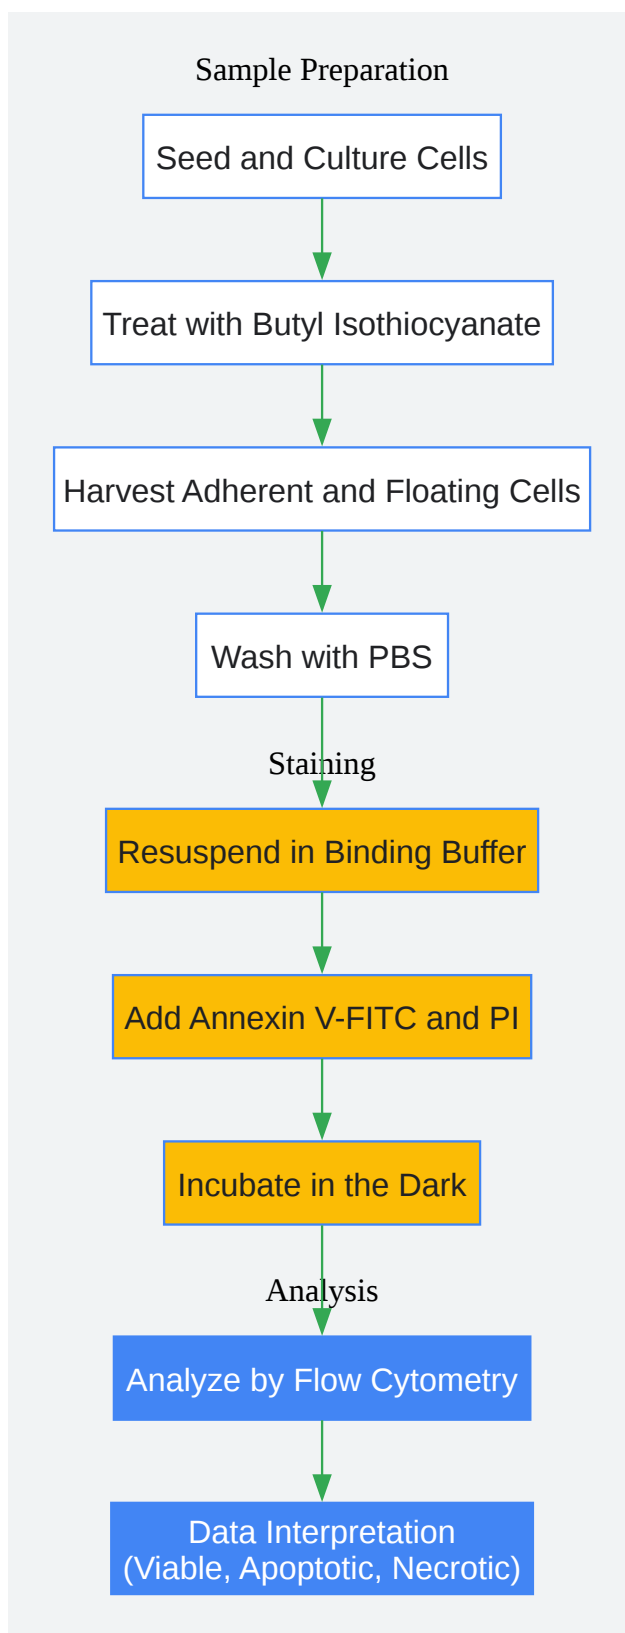 Sample Preparation
Seed and Culture Cells
Treat with Butyl Isothiocyanate
Harvest Adherent and Floating Cells
Wash with PBS
Staining
Resuspend in Binding Buffer
Add Annexin V-FITC and PI
Incubate in the Dark
Analysis
Analyze by Flow Cytometry
Data Interpretation
(Viable, Apoptotic, Necrotic)